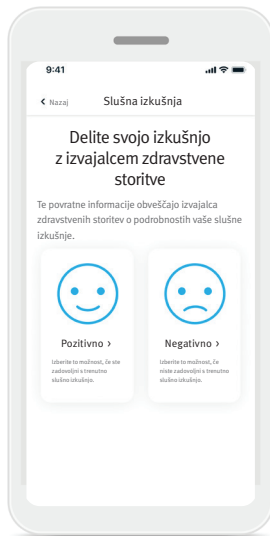 9:41
Nazaj Slušna izkušnja
Delite svojo izkušnjo
z izvajalcem zdravstvene
storitve
Te povratne informacije obveščajo izvajalca
zdravstvenih storitev o podrobnostih vaše slušne
izkušnje.
Pozitivno ›
Izberite to možnost, če ste
zadovoljni s trenutno
slušno izkušnjo.
Negativno ›
Izberite to možnost, če
niste zadovoljni s trenutno
slušno izkušnjo.